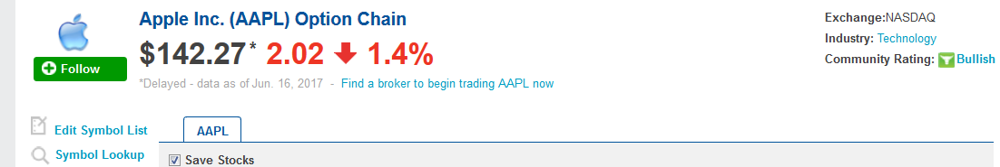 Apple Inc. (AAPL) Option Chain
$142.27* 2.02 1.4%
*Delayed - data as of Jun. 16, 2017 - Find a broker to begin trading AAPL now
Follow
Exchange:NASDAQ
Industry: Technology
Community Rating: Bullish
Edit Symbol List
Symbol Lookup
AAPL
Save Stocks